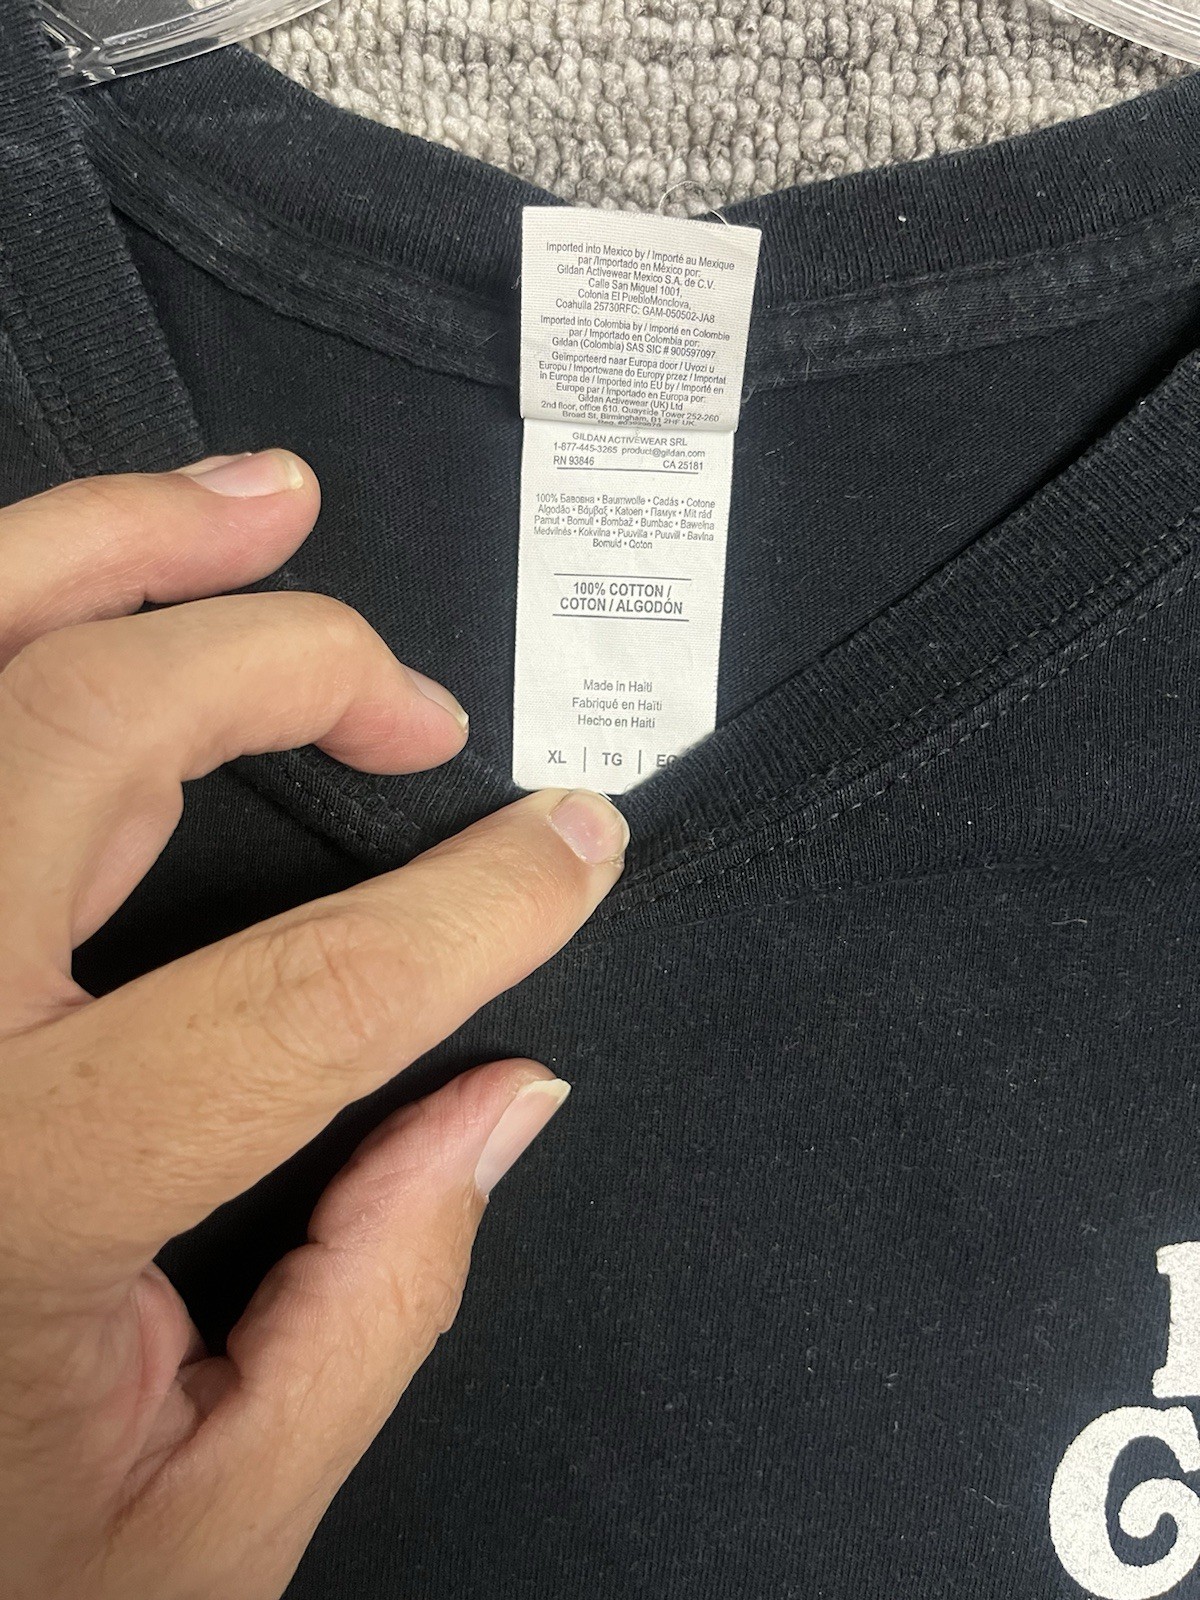 Imported into Mexico by / Importé au Mexique
par /Importado en México por:
Gildan Activewear Mexico S.A. de C.V.
Calle San Miguel 1001,
Colonia El PuebloMonclova,
Coahuila 25730RFC: GAM-050502-JA8
Imported into Colombia by / Importé en Colombie
par / Importado en Colombia por:
Gildan (Colombia) SAS SIC # 900597097
Geïmporteerd naar Europa door / Uvozi u
Europu / Importowane do Europy przez / Importat
in Europa de / Imported into EU by / Importé en
Europe par / Importado en Europa por:
Gildan Activewear (UK) Ltd
2nd floor, office 610, Quayside Tower 252-260
Broad St, Birmingham, B1 2HF UK
GILDAN ACTIVEWEAR SRL
1-877-445-3265 product@gildan.com
RN 93846 CA 25181
100% Бавовна • Baumwolle • Cadás • Cotone
Algodão • Βάμβαξ • Katoen • Памук • Mit rád
Pamut • Bomull • Bombaž • Bumbac • Bawełna
Medvilnės • Kokvilna • Puuvilla • Puuvill • Bavlna
Bomuld • Qoton
100% COTTON /
COTON / ALGODÓN
Made in Haiti
Fabriqué en Haïti
Hecho en Haití
XL | TG |
G